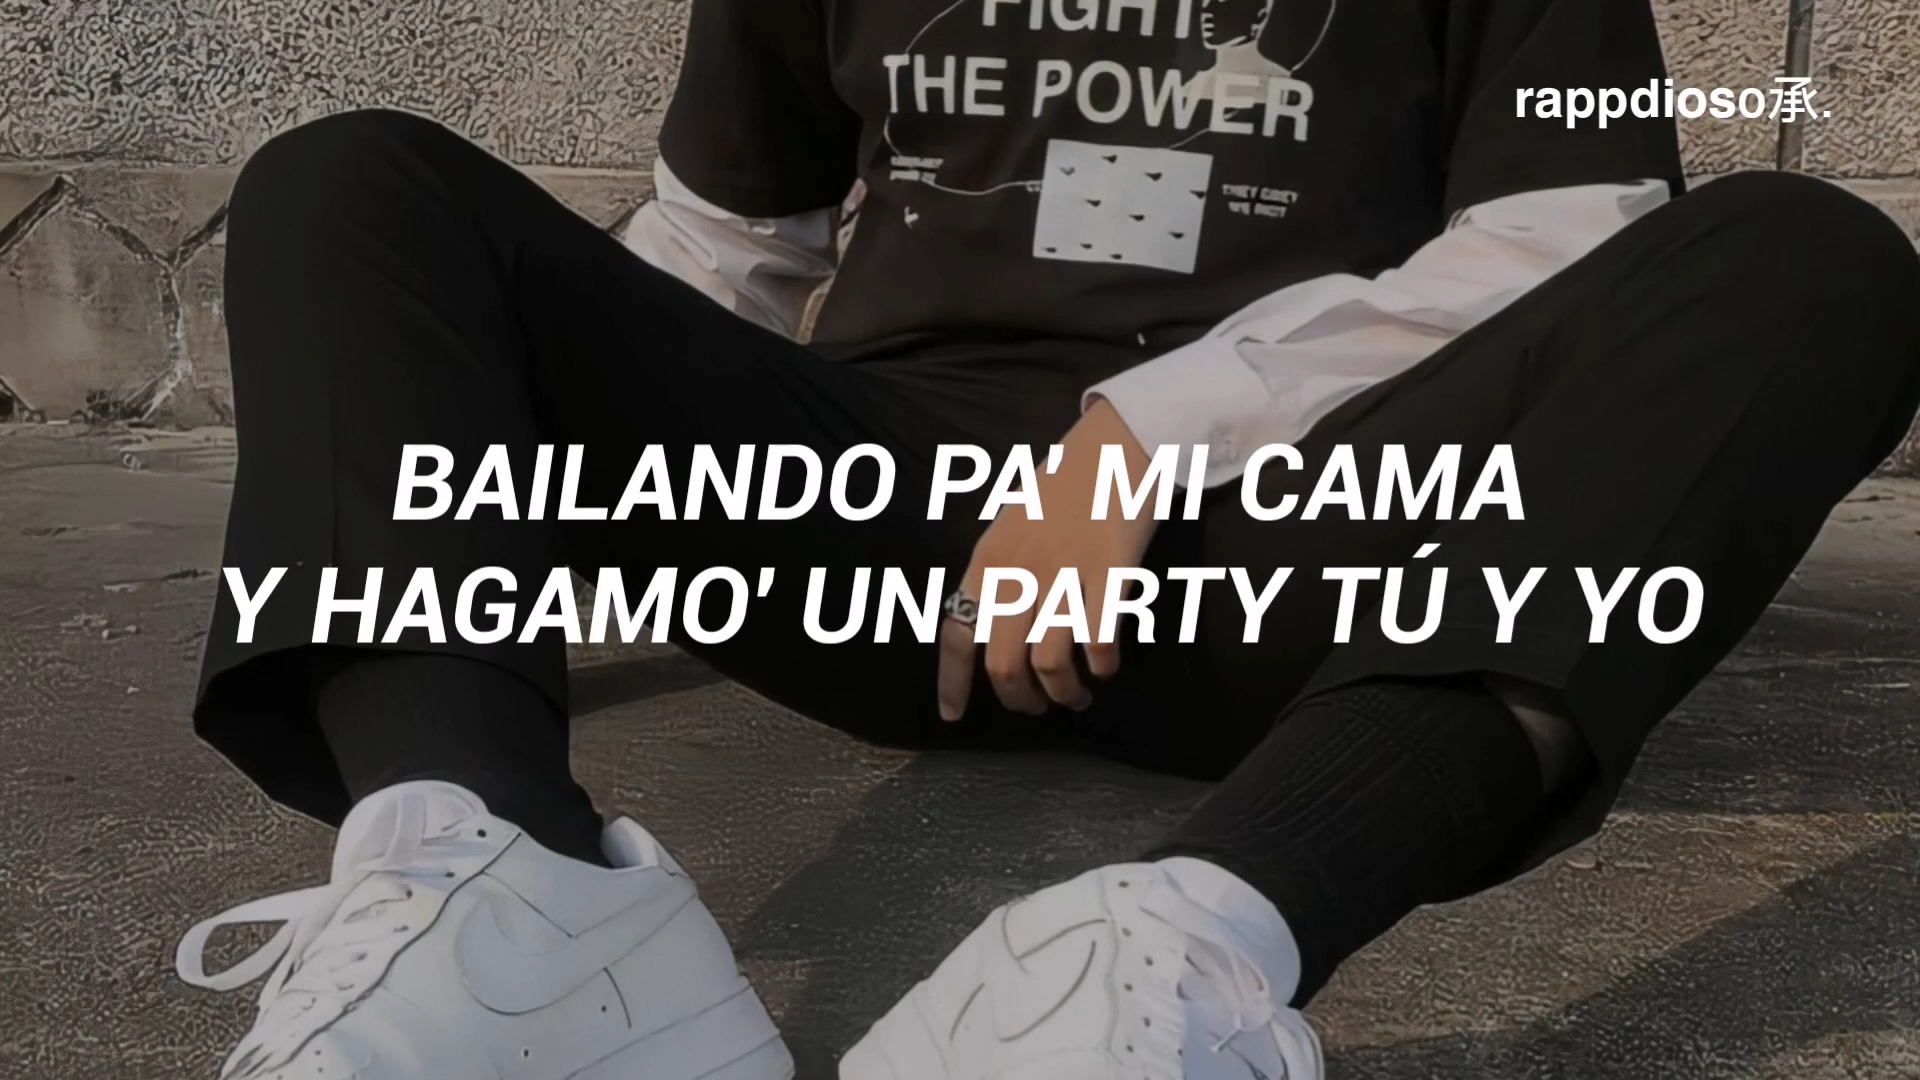 FIGHT
THE POWER
rappdioso承.
BAILANDO PA' MI CAMA
Y HAGAMO' UN PARTY TÚ Y YO